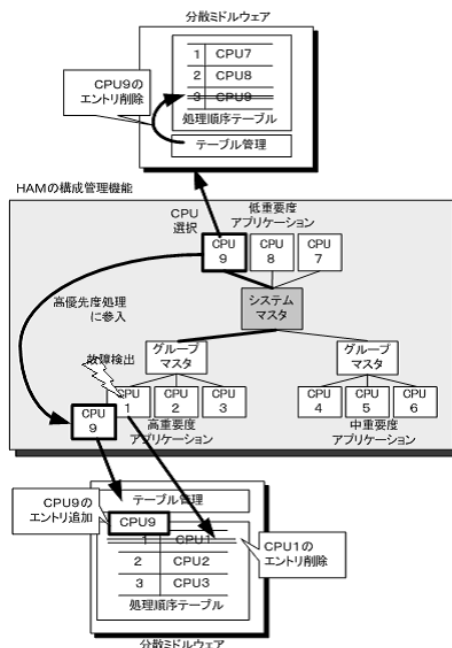 分散ミドルウェア
1 CPU7
2 CPU8
3 CPU9
処理順序テーブル
テーブル管理
CPU9の
エントリ削除
HAMの構成管理機能
CPU
選択
低重要度
アプリケーション
CPU
9
CPU
8
CPU
7
システム
マスタ
高優先度処理
に参入
故障検出
グループ
マスタ
グループ
マスタ
CPU
9
CPU
1
CPU
2
CPU
3
高重要度
アプリケーション
CPU
4
CPU
5
CPU
6
中重要度
アプリケーション
CPU9の
エントリ追加
テーブル管理
CPU9
1 CPU1
2 CPU2
3 CPU3
処理順序テーブル
CPU1の
エントリ削除
分散ミドルウェア